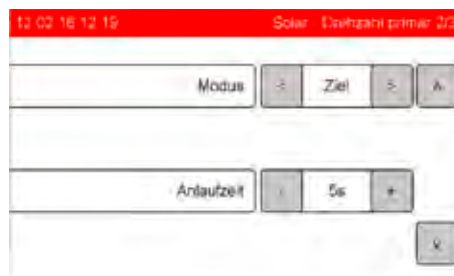 12 02 16 12 19 Solar Drehzahl primär 2/3
Modus < Ziel > ^
Anlaufzeit - 5s +
v